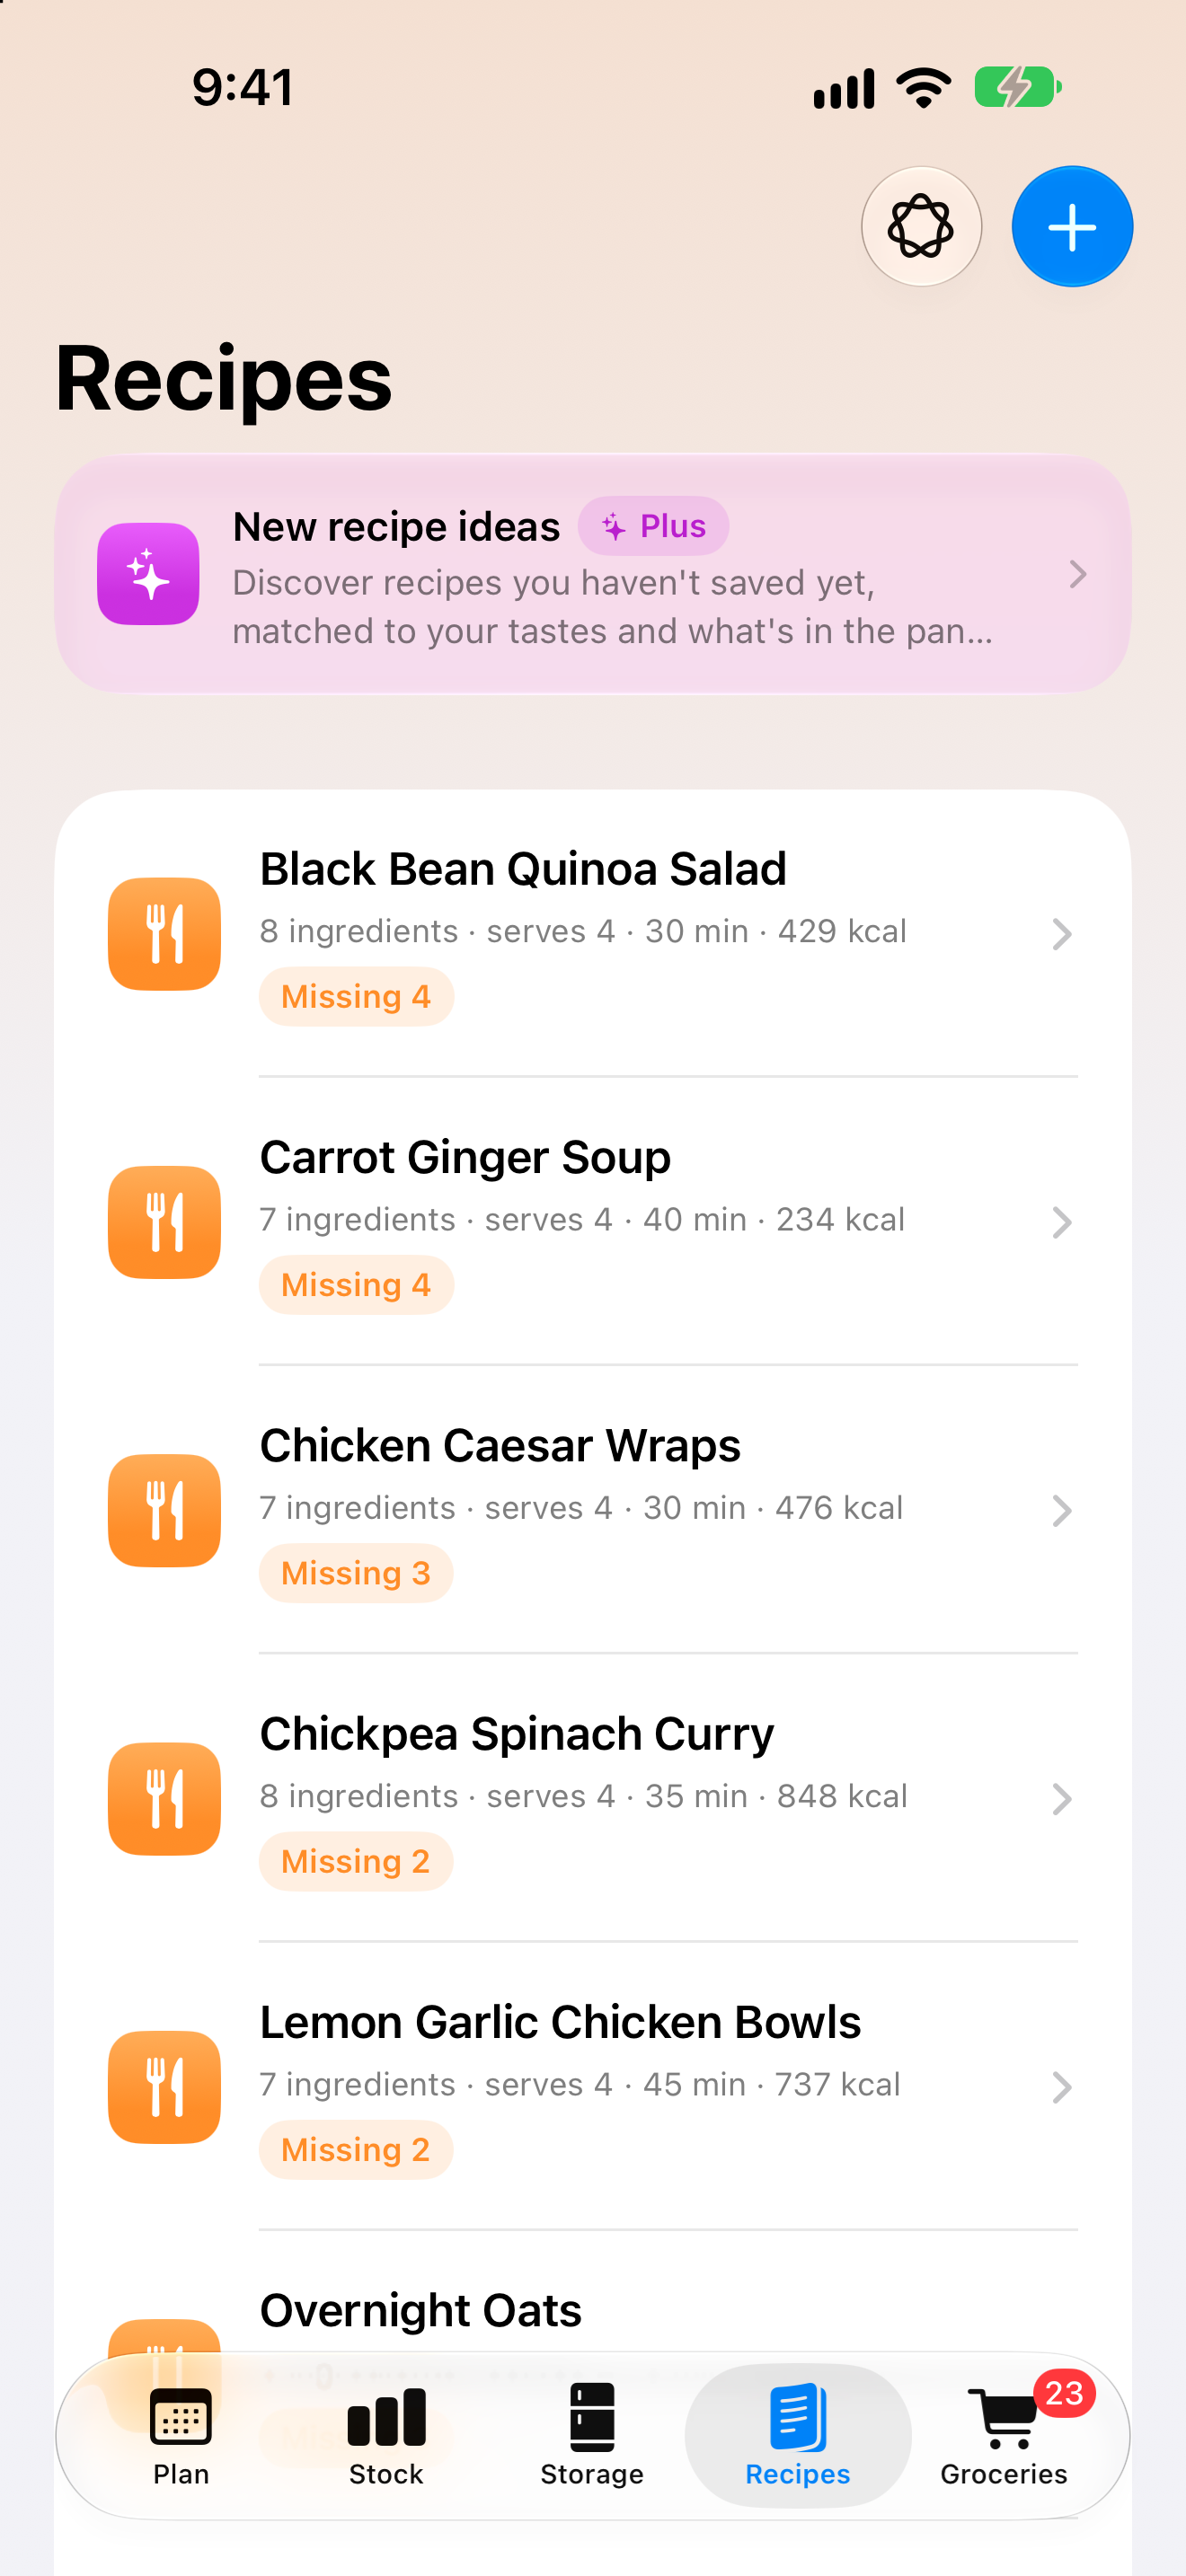 9:41
Recipes
New recipe ideas Plus
Discover recipes you haven't saved yet,
matched to your tastes and what's in the pan...
Black Bean Quinoa Salad
8 ingredients · serves 4 · 30 min · 429 kcal
Missing 4
Carrot Ginger Soup
7 ingredients · serves 4 · 40 min · 234 kcal
Missing 4
Chicken Caesar Wraps
7 ingredients · serves 4 · 30 min · 476 kcal
Missing 3
Chickpea Spinach Curry
8 ingredients · serves 4 · 35 min · 848 kcal
Missing 2
Lemon Garlic Chicken Bowls
7 ingredients · serves 4 · 45 min · 737 kcal
Missing 2
Overnight Oats
23
Plan Stock Storage Recipes Groceries